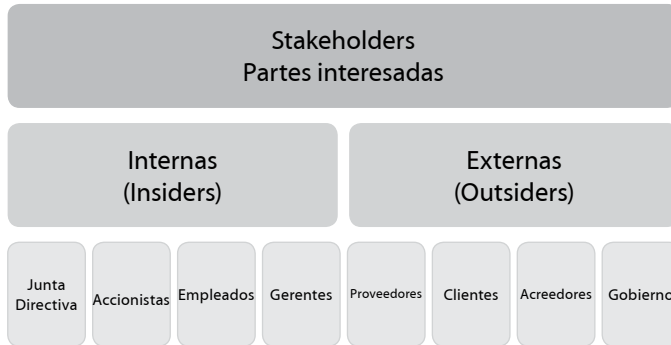 Stakeholders
Partes interesadas
Internas
(Insiders)
Externas
(Outsiders)
Junta
Directiva
Accionistas
Empleados
Gerentes
Proveedores
Clientes
Acreedores
Gobierno